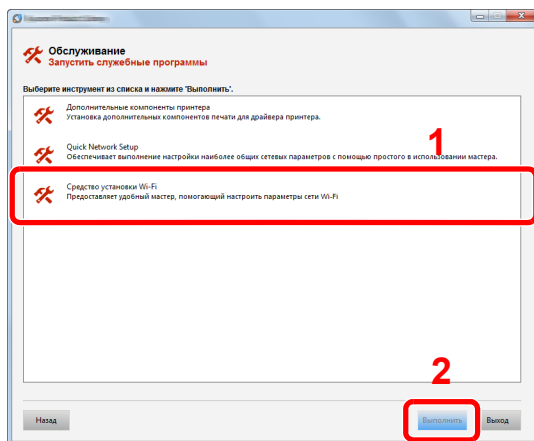 Обслуживание
Запустить служебные программы
Выберите инструмент из списка и нажмите 'Выполнить'.
Дополнительные компоненты принтера
Установка дополнительных компонентов печати для драйвера принтера.
1
Quick Network Setup
Обеспечивает выполнение настройки наиболее общих сетевых параметров с помощью простого в использовании мастера.
Средство установки Wi-Fi
Предоставляет удобный мастер, помогающий настроить параметры сети Wi-Fi
2
Назад
Выполнить
Выход